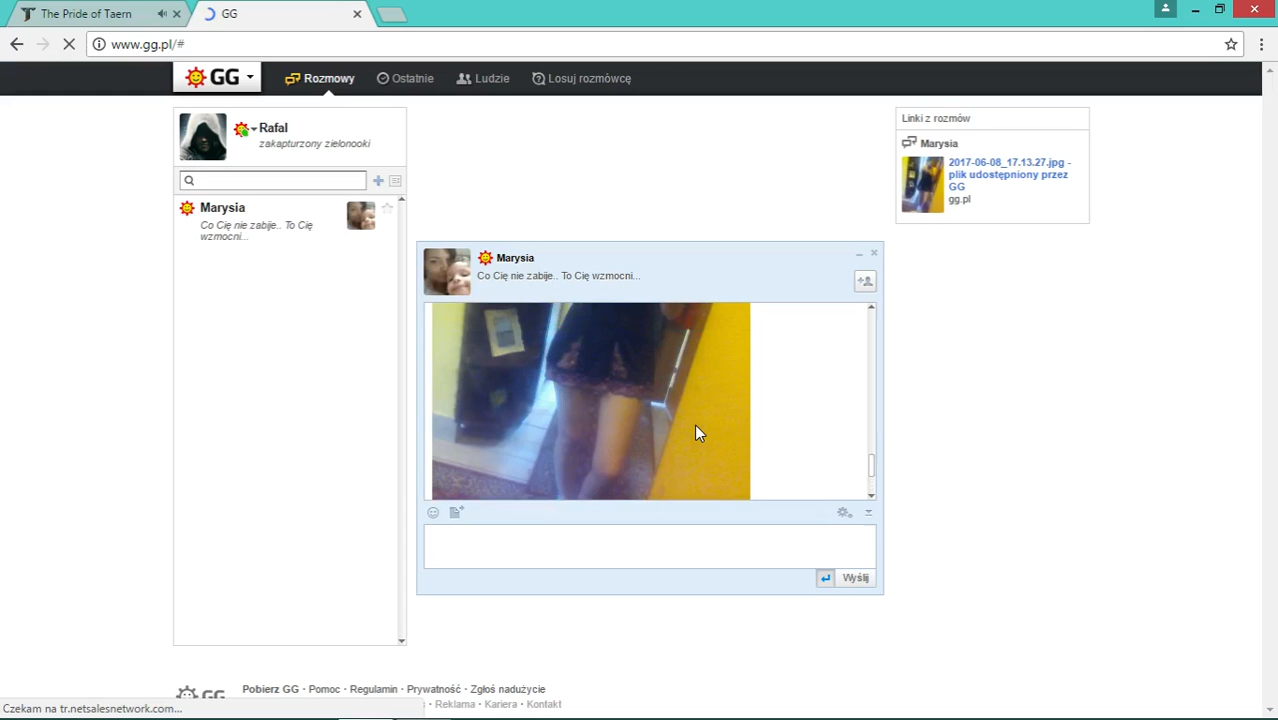 The Pride of Taern
GG
www.gg.pl/#
GG
Rozmowy
Ostatnie
Ludzie
Losuj rozmówcę
Rafal
zakapturzony zielonooki
Marysia
Co Cię nie zabije.. To Cię
wzmocni...
Marysia
Co Cię nie zabije.. To Cię wzmocni...
Wyślij
Linki z rozmów
Marysia
2017-06-08_17.13.27.jpg -
plik udostępniony przez
GG
gg.pl
GG
Pobierz GG · Pomoc · Regulamin · Prywatność · Zgłoś nadużycie
· Reklama · Kariera · Kontakt
Czekam na tr.netsalesnetwork.com...